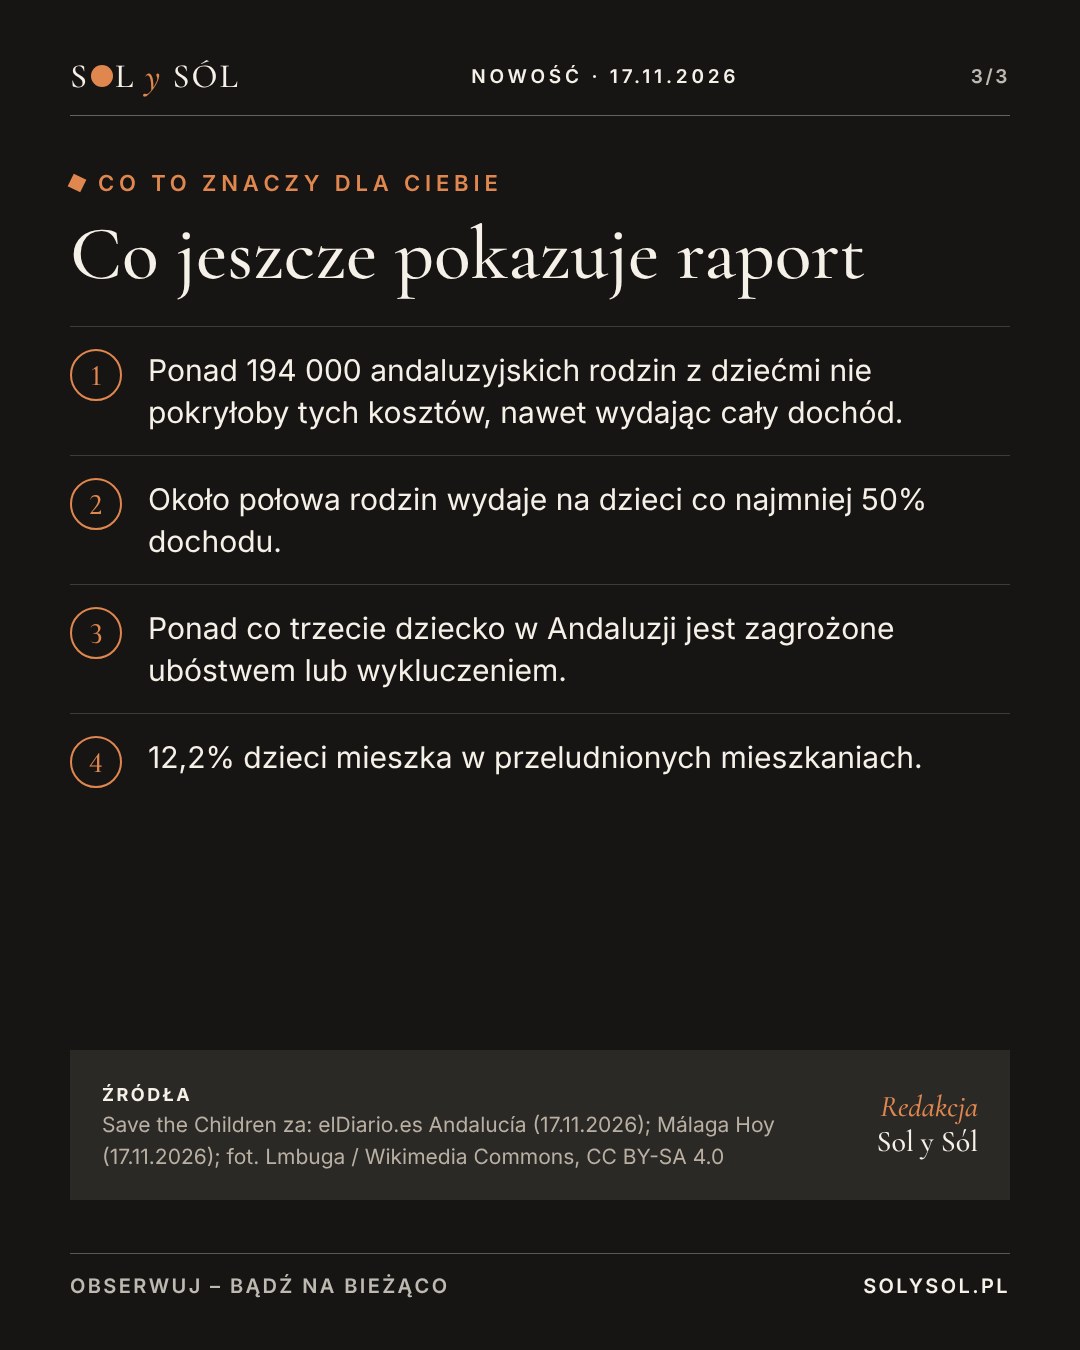 SOL y SÓL
NOWOŚĆ · 17.11.2026
3/3
CO TO ZNACZY DLA CIEBIE
Co jeszcze pokazuje raport
1
Ponad 194 000 andaluzyjskich rodzin z dziećmi nie
pokryłoby tych kosztów, nawet wydając cały dochód.
2
Około połowa rodzin wydaje na dzieci co najmniej 50%
dochodu.
3
Ponad co trzecie dziecko w Andaluzji jest zagrożone
ubóstwem lub wykluczeniem.
4
12,2% dzieci mieszka w przeludnionych mieszkaniach.
ŹRÓDŁA
Save the Children za: elDiario.es Andalucía (17.11.2026); Málaga Hoy
(17.11.2026); fot. Lmbuga / Wikimedia Commons, CC BY-SA 4.0
Redakcja
Sol y Sól
OBSERWUJ – BĄDŹ NA BIEŻĄCO
SOLYSOL.PL